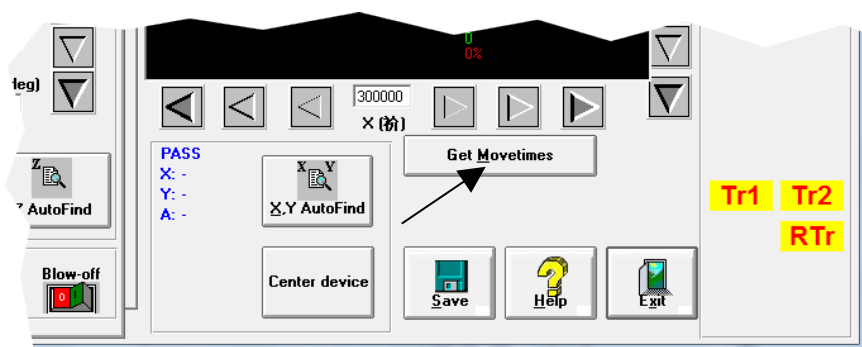 0
0%
deg)
300000
X (祄)
PASS
X: -
Y: -
A: -
X Y
X,Y AutoFind
Get Movetimes
Z
Z AutoFind
Tr1 Tr2
RTr
Blow-off
0
Center device
Save
Help
Exit